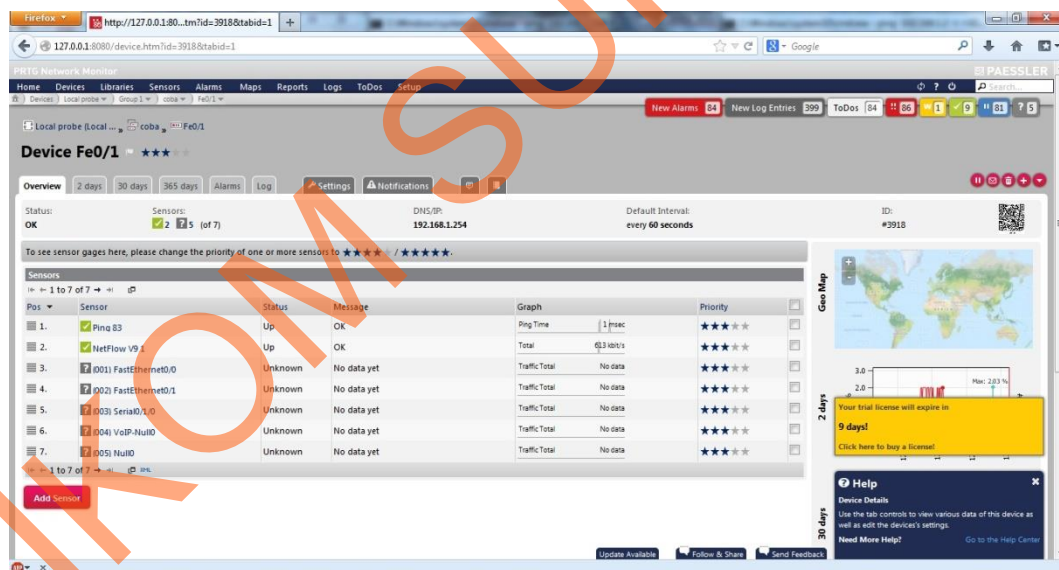 Firefox
http://127.0.0.1:80...tm?id=3918&tabid=1
127.0.0.1:8080/device.htm?id=3918&tabid=1
Google
PRTG Network Monitor
PAESSLER
Home Devices Libraries Sensors Alarms Maps Reports Logs ToDos Setup
Search...
Devices Local probe Group 1 coba Fe0/1
New Alarms 84 New Log Entries 399 ToDos 84 !! 86 W 1 9 81 ? 5
Local probe (Local ... coba Fe0/1
Device Fe0/1
Overview 2 days 30 days 365 days Alarms Log Settings Notifications
Status: Sensors: DNS/IP: Default Interval: ID:
OK 2 ? 5 (of 7) 192.168.1.254 every 60 seconds #3918
To see sensor gages here, please change the priority of one or more sensors to ★★★★ / ★★★★★.
Sensors
1 to 7 of 7
Pos Sensor Status Message Graph Priority
1. Ping 83 Up OK Ping Time 1 msec
2. NetFlow V9 1 Up OK Total kbit/s
3. ? (001) FastEthernet0/0 Unknown No data yet Traffic Total No data
4. ? (002) FastEthernet0/1 Unknown No data yet Traffic Total No data
5. ? (003) Serial0/1/0 Unknown No data yet Traffic Total No data
6. ? (004) VoIP-Null0 Unknown No data yet Traffic Total No data
7. ? (005) Null0 Unknown No data yet Traffic Total No data
1 to 7 of 7
Add Sensor
Geo Map
2 days
3.0
2.0
Max: 2.03 %
Your trial license will expire in
9 days!
Click here to buy a license!
30 days
? Help
Device Details
Use the tab controls to view various data of this device as
well as edit the devices's settings.
Need More Help? Go to the Help Center
Update Available Follow & Share Send Feedback